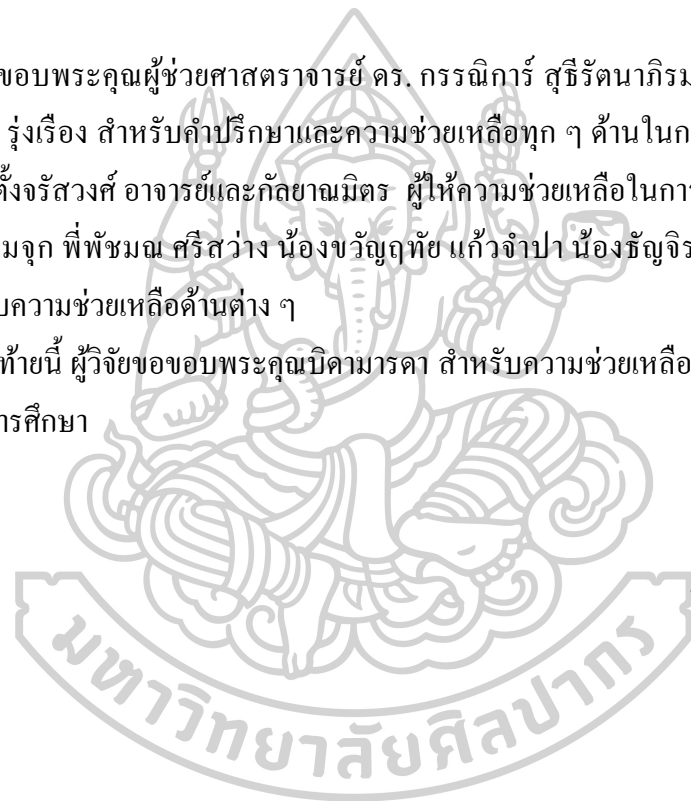 ขอบพระคุณผู้ช่วยศาสตราจารย์ ดร. กรรณิการ์ สุธีรัตนาภิรม
รุ่งเรือง สำหรับคำปรึกษาและความช่วยเหลือทุก ๆ ด้านในก
ตั้งจรัสวงศ์ อาจารย์และกัลยาณมิตร ผู้ให้ความช่วยเหลือในการ
มจุก พี่พัชมณ ศรีสว่าง น้องขวัญฤทัย แก้วจำปา น้องธัญจิร
บความช่วยเหลือด้านต่าง ๆ
ท้ายนี้ ผู้วิจัยขอขอบพระคุณบิดามารดา สำหรับความช่วยเหลือ
ารศึกษา
มหาวิทยาลัยศิลปากร